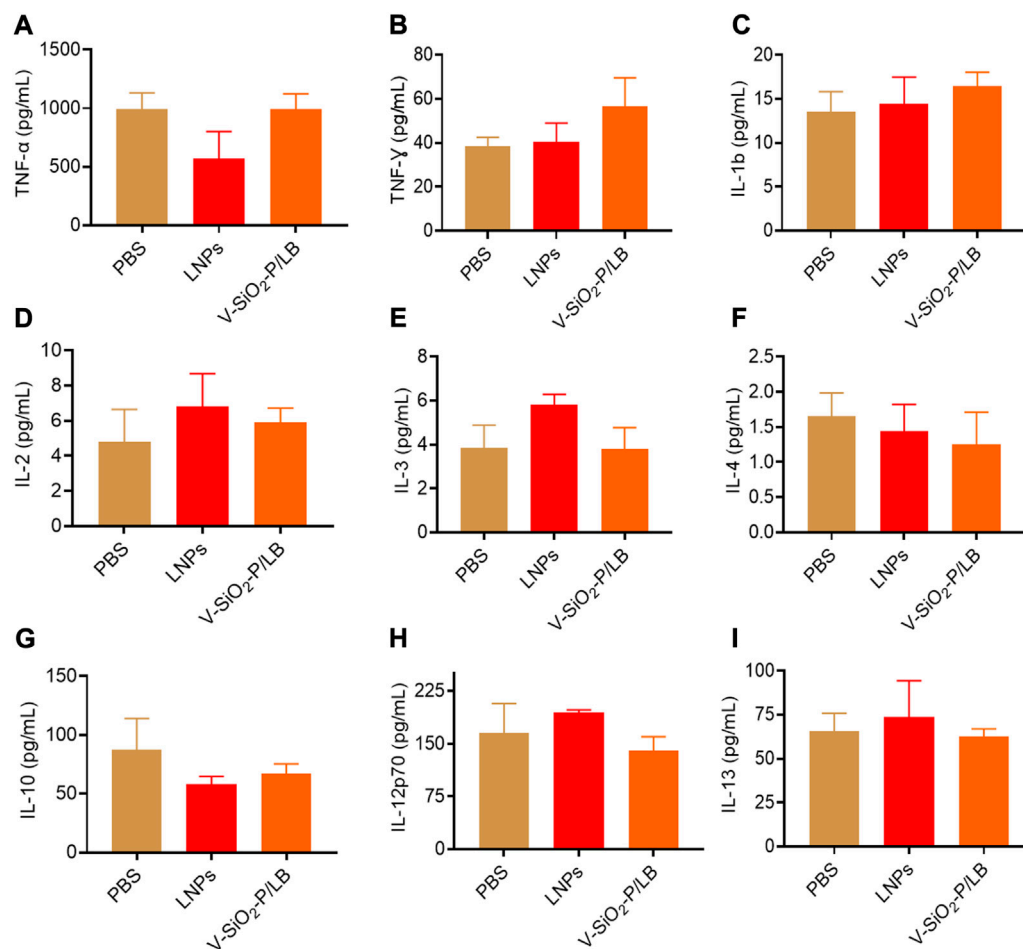 A
TNF-α (pg/mL)
1500
1000
500
0
PBS
LNPs
V-SiO₂-P/LB
B
TNF-Ɣ (pg/mL)
80
60
40
20
0
PBS
LNPs
V-SiO₂-P/LB
C
IL-1b (pg/mL)
20
15
10
5
0
PBS
LNPs
V-SiO₂-P/LB
D
IL-2 (pg/mL)
10
8
6
4
2
0
PBS
LNPs
V-SiO₂-P/LB
E
IL-3 (pg/mL)
8
6
4
2
0
PBS
LNPs
V-SiO₂-P/LB
F
IL-4 (pg/mL)
2.5
2.0
1.5
1.0
0.5
0.0
PBS
LNPs
V-SiO₂-P/LB
G
IL-10 (pg/mL)
150
100
50
0
PBS
LNPs
V-SiO₂-P/LB
H
IL-12p70 (pg/mL)
225
150
75
0
PBS
LNPs
V-SiO₂-P/LB
I
IL-13 (pg/mL)
100
75
50
25
0
PBS
LNPs
V-SiO₂-P/LB